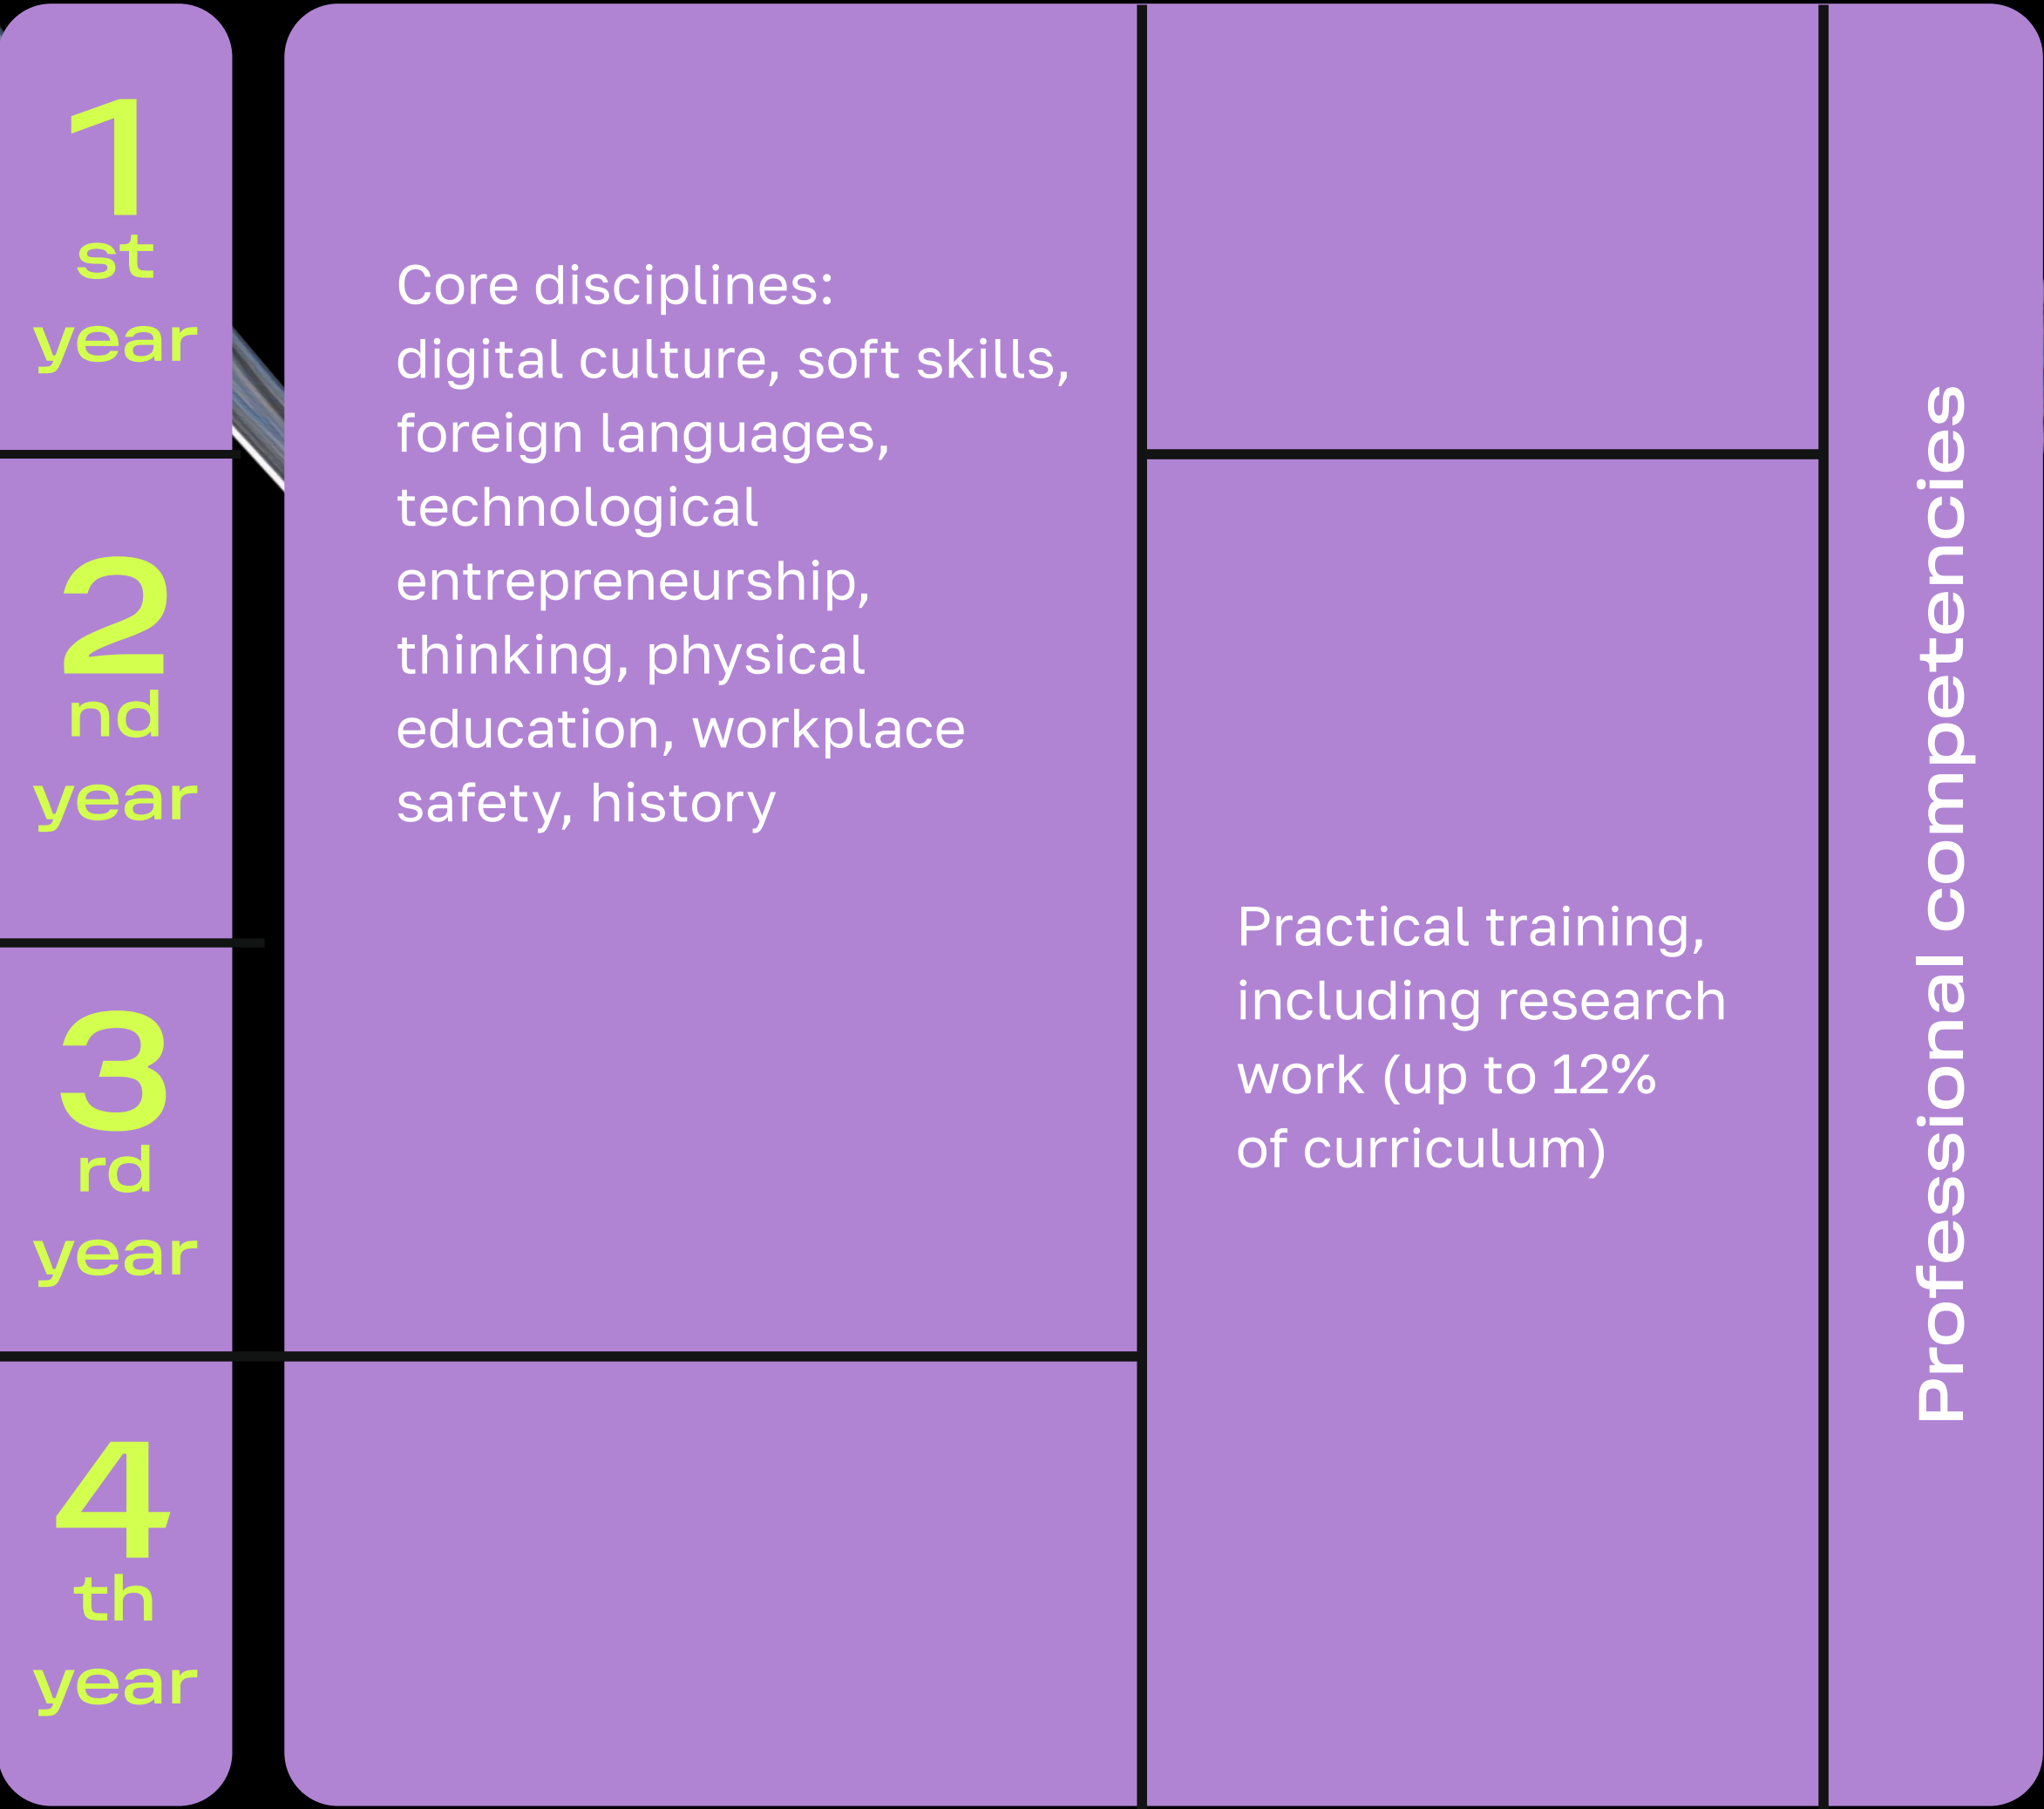 1
st
year
2
nd
year
3
rd
year
4
th
year
Core disciplines:
digital culture, soft skills,
foreign languages,
technological
entrepreneurship,
thinking, physical
education, workplace
safety, history
Practical training,
including research
work (up to 12%
of curriculum)
Professional competencies